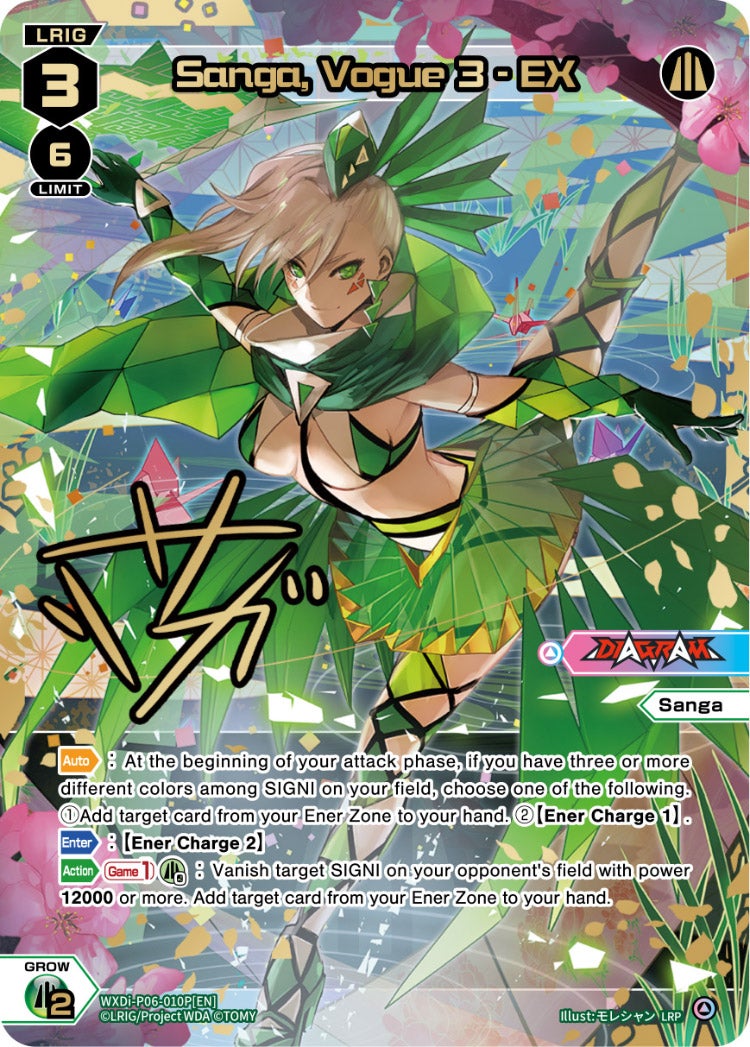 LRIG
3
Sanga, Vogue 3 - EX
6
LIMIT
サンガ
DIAGRAM
Sanga
Auto : At the beginning of your attack phase, if you have three or more
different colors among SIGNI on your field, choose one of the following.
①Add target card from your Ener Zone to your hand. ②【Ener Charge 1】.
Enter : 【Ener Charge 2】
Action Game 1 0 : Vanish target SIGNI on your opponent's field with power
12000 or more. Add target card from your Ener Zone to your hand.
GROW
2
WXDi-P06-010P[EN]
©LRIG/Project WDA ©TOMY
Illust:モレシャン LRP